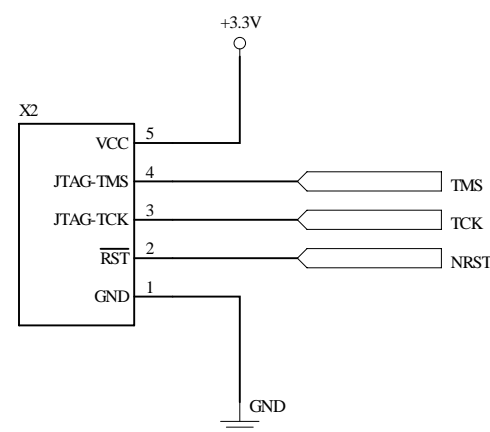 +3.3V
X2
VCC 5
JTAG-TMS 4 TMS
JTAG-TCK 3 TCK
RST 2 NRST
GND 1
GND